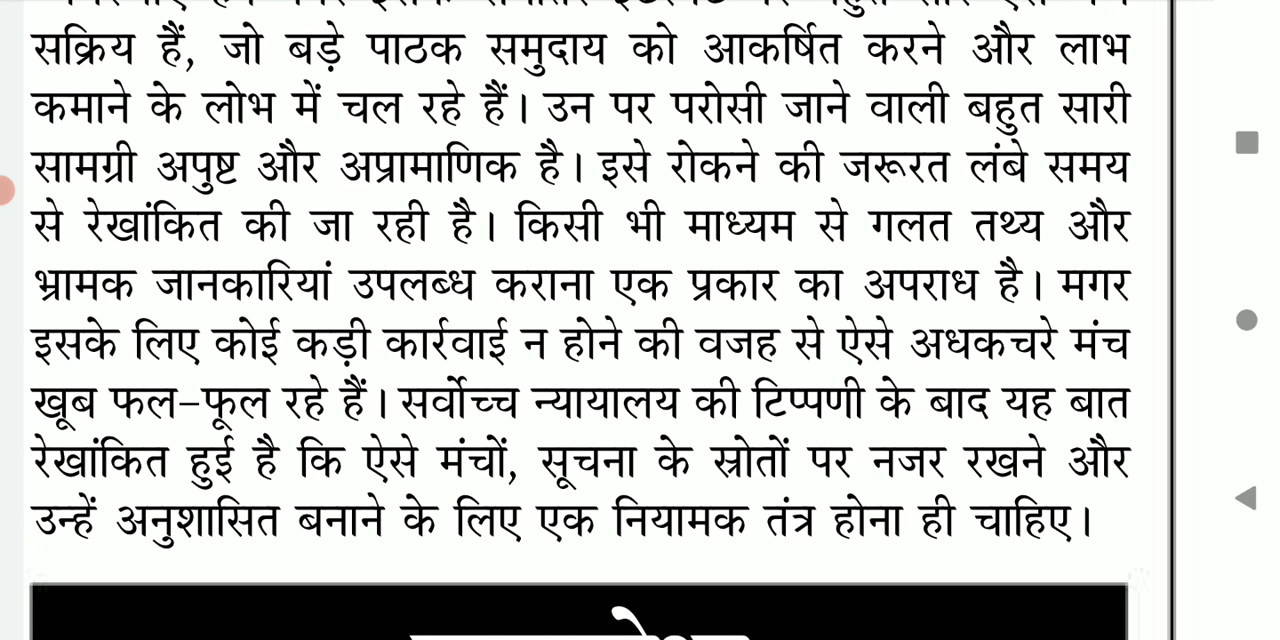 सक्रिय हैं, जो बड़े पाठक समुदाय को आकर्षित करने और लाभ
कमाने के लोभ में चल रहे हैं। उन पर परोसी जाने वाली बहुत सारी
सामग्री अपुष्ट और अप्रामाणिक है। इसे रोकने की जरूरत लंबे समय
से रेखांकित की जा रही है। किसी भी माध्यम से गलत तथ्य और
भ्रामक जानकारियां उपलब्ध कराना एक प्रकार का अपराध है। मगर
इसके लिए कोई कड़ी कार्रवाई न होने की वजह से ऐसे अधकचरे मंच
खूब फल-फूल रहे हैं। सर्वोच्च न्यायालय की टिप्पणी के बाद यह बात
रेखांकित हुई है कि ऐसे मंचों, सूचना के स्रोतों पर नजर रखने और
उन्हें अनुशासित बनाने के लिए एक नियामक तंत्र होना ही चाहिए।